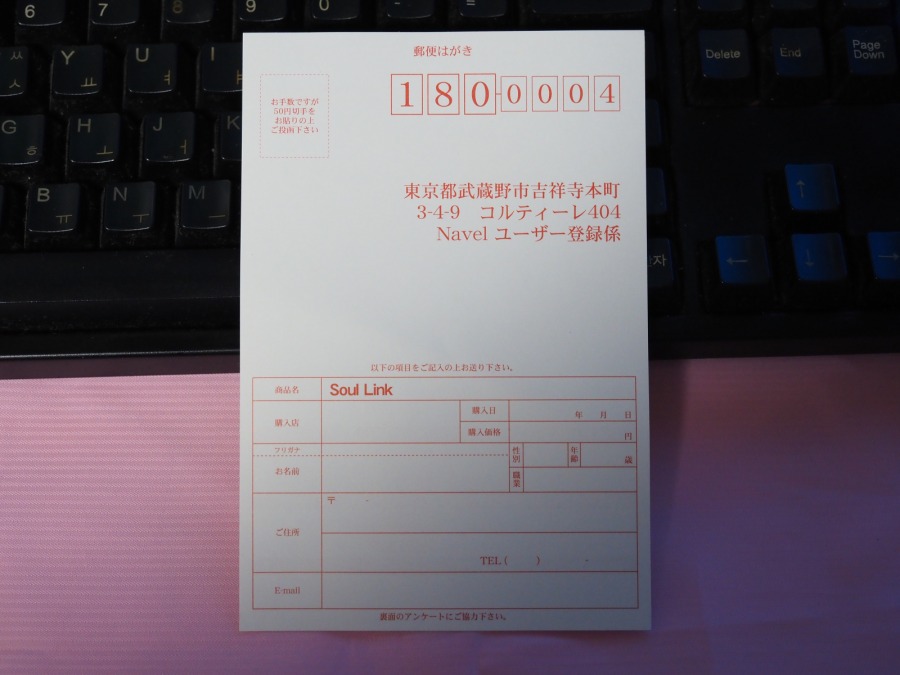 6 7 8 9 0
Y ㅛ U ㅕ I ㅑ
G H ㅗ J ㅓ K
B ㅠ N ㅜ M ㅡ
Delete End Page Down
↑
← ↓
郵便はがき
お手数ですが
50円切手を
お貼りの上
ご投函下さい
180-0004
東京都武蔵野市吉祥寺本町
3-4-9 コルティーレ404
Navel ユーザー登録係
以下の項目をご記入の上お送り下さい。
商品名 Soul Link
購入店 購入日 年 月 日
購入価格 円
フリガナ
お名前 性別 年齢 歳
職業
ご住所 〒 -
TEL ( ) -
E-mail
裏面のアンケートにご協力下さい。